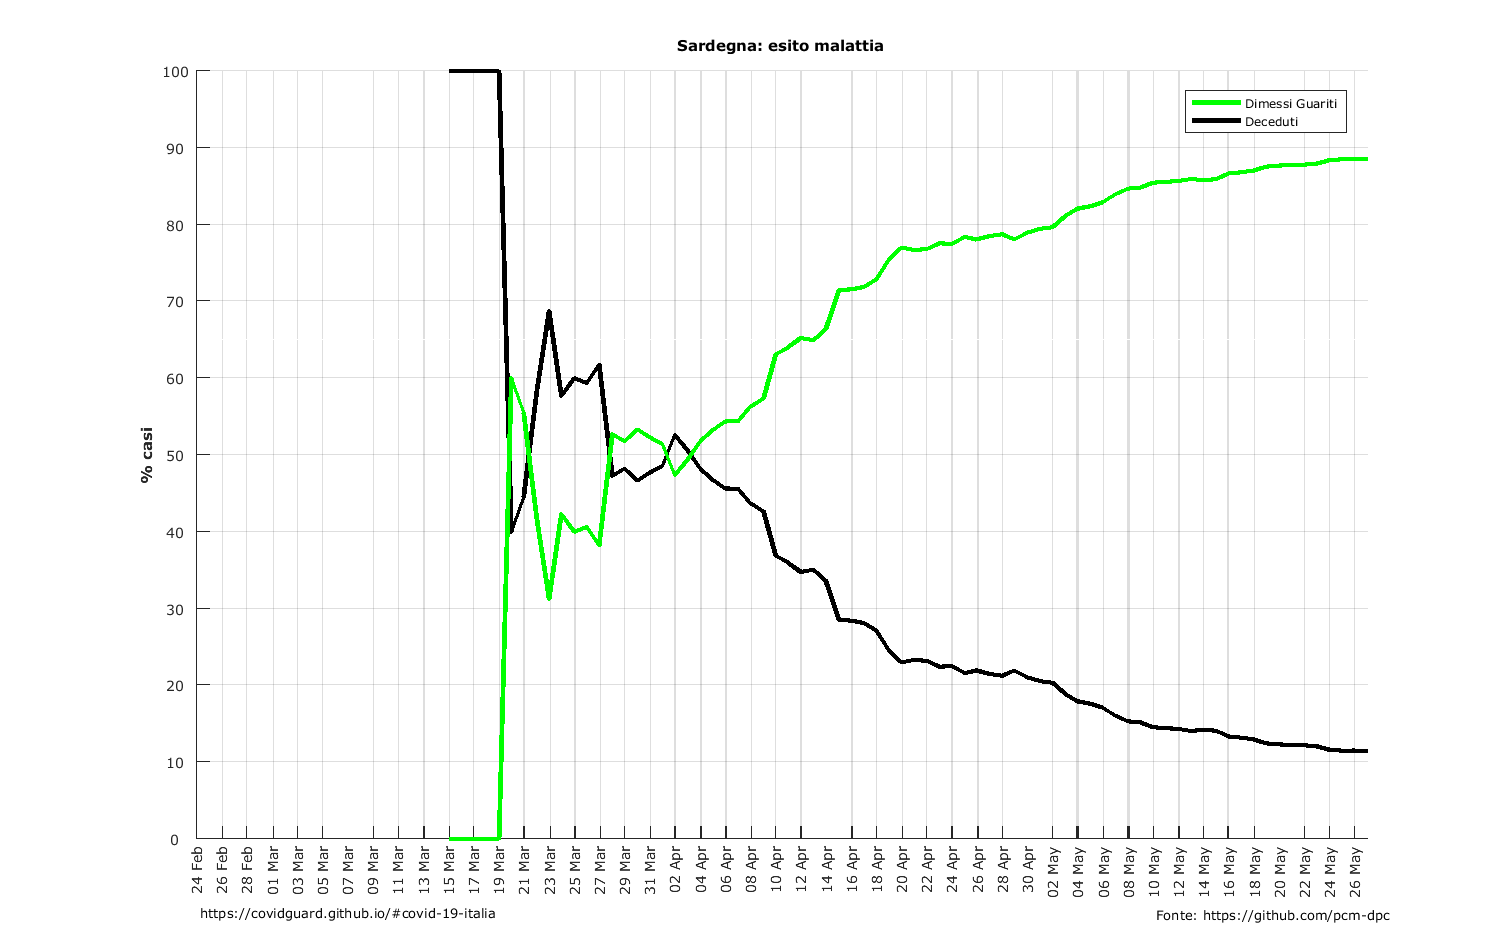 Sardegna: esito malattia
100
90
80
70
60
50
40
30
20
10
0
% casi
Dimessi Guariti
Deceduti
24 Feb
26 Feb
28 Feb
01 Mar
03 Mar
05 Mar
07 Mar
09 Mar
11 Mar
13 Mar
15 Mar
17 Mar
19 Mar
21 Mar
23 Mar
25 Mar
27 Mar
29 Mar
31 Mar
02 Apr
04 Apr
06 Apr
08 Apr
10 Apr
12 Apr
14 Apr
16 Apr
18 Apr
20 Apr
22 Apr
24 Apr
26 Apr
28 Apr
30 Apr
02 May
04 May
06 May
08 May
10 May
12 May
14 May
16 May
18 May
20 May
22 May
24 May
26 May
https://covidguard.github.io/#covid-19-italia
Fonte: https://github.com/pcm-dpc